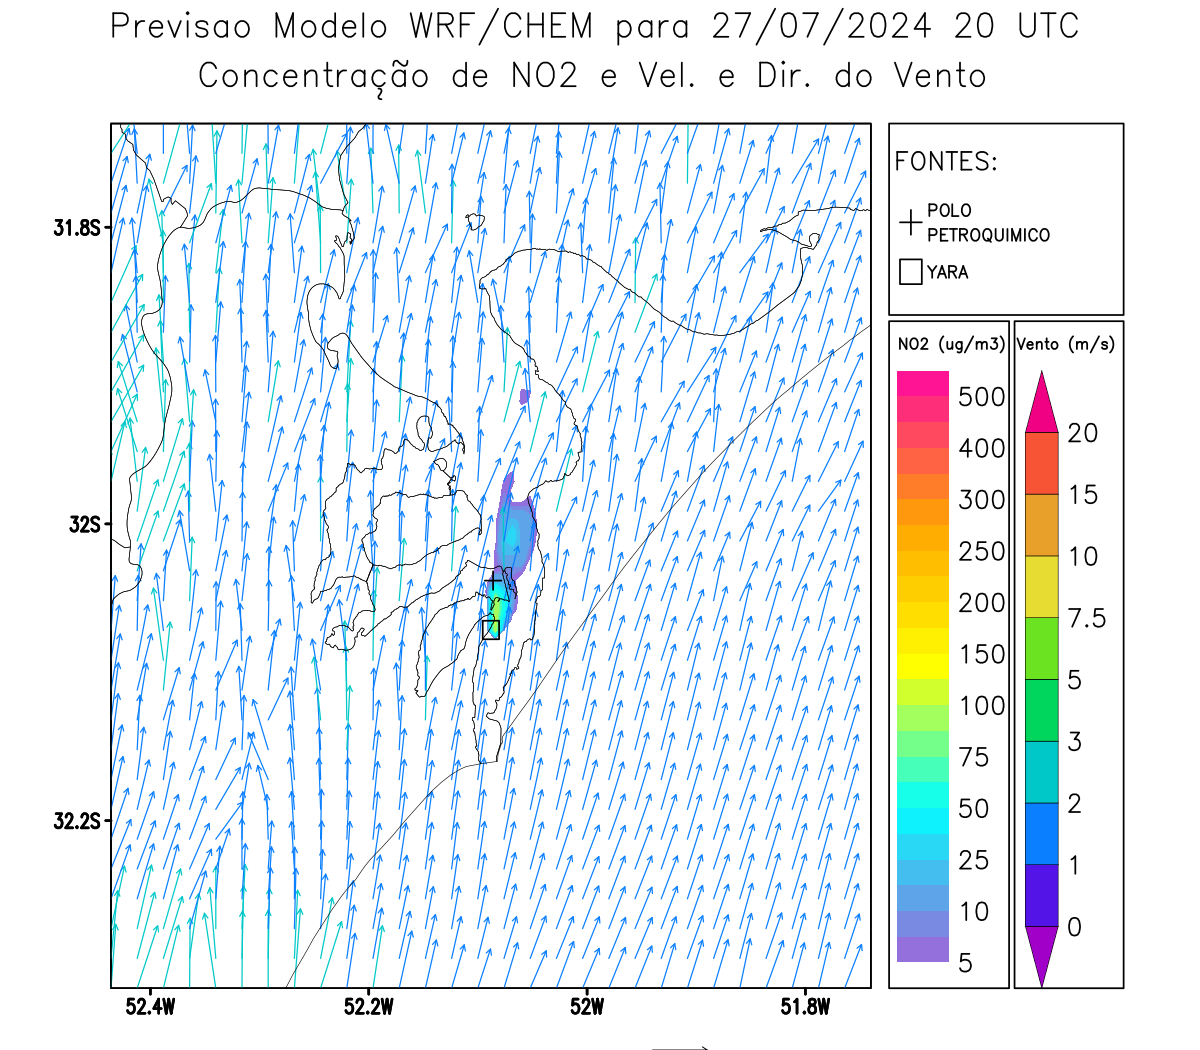 Previsao Modelo WRF/CHEM para 27/07/2024 20 UTC
Concentração de NO2 e Vel. e Dir. do Vento
FONTES:
POLO
PETROQUIMICO
YARA
NO2 (ug/m3)
500
400
300
250
200
150
100
75
50
25
10
5
Vento (m/s)
20
15
10
7.5
5
3
2
1
0
31.8S
32S
32.2S
52.4W
52.2W
52W
51.8W